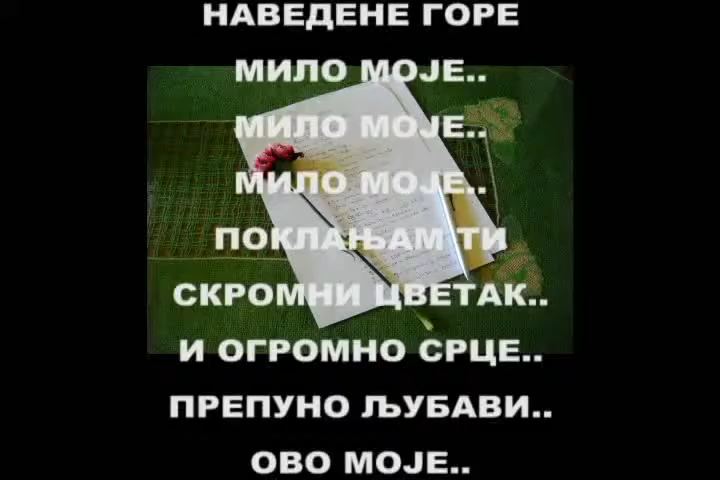 НАВЕДЕНЕ ГОРЕ
МИЛО МОЈЕ..
МИЛО МОЈЕ..
МИЛО МОЈЕ..
ПОКЛАЊАМ ТИ
СКРОМНИ ЦВЕТАК..
И ОГРОМНО СРЦЕ..
ПРЕПУНО ЉУБАВИ..
ОВО МОЈЕ..